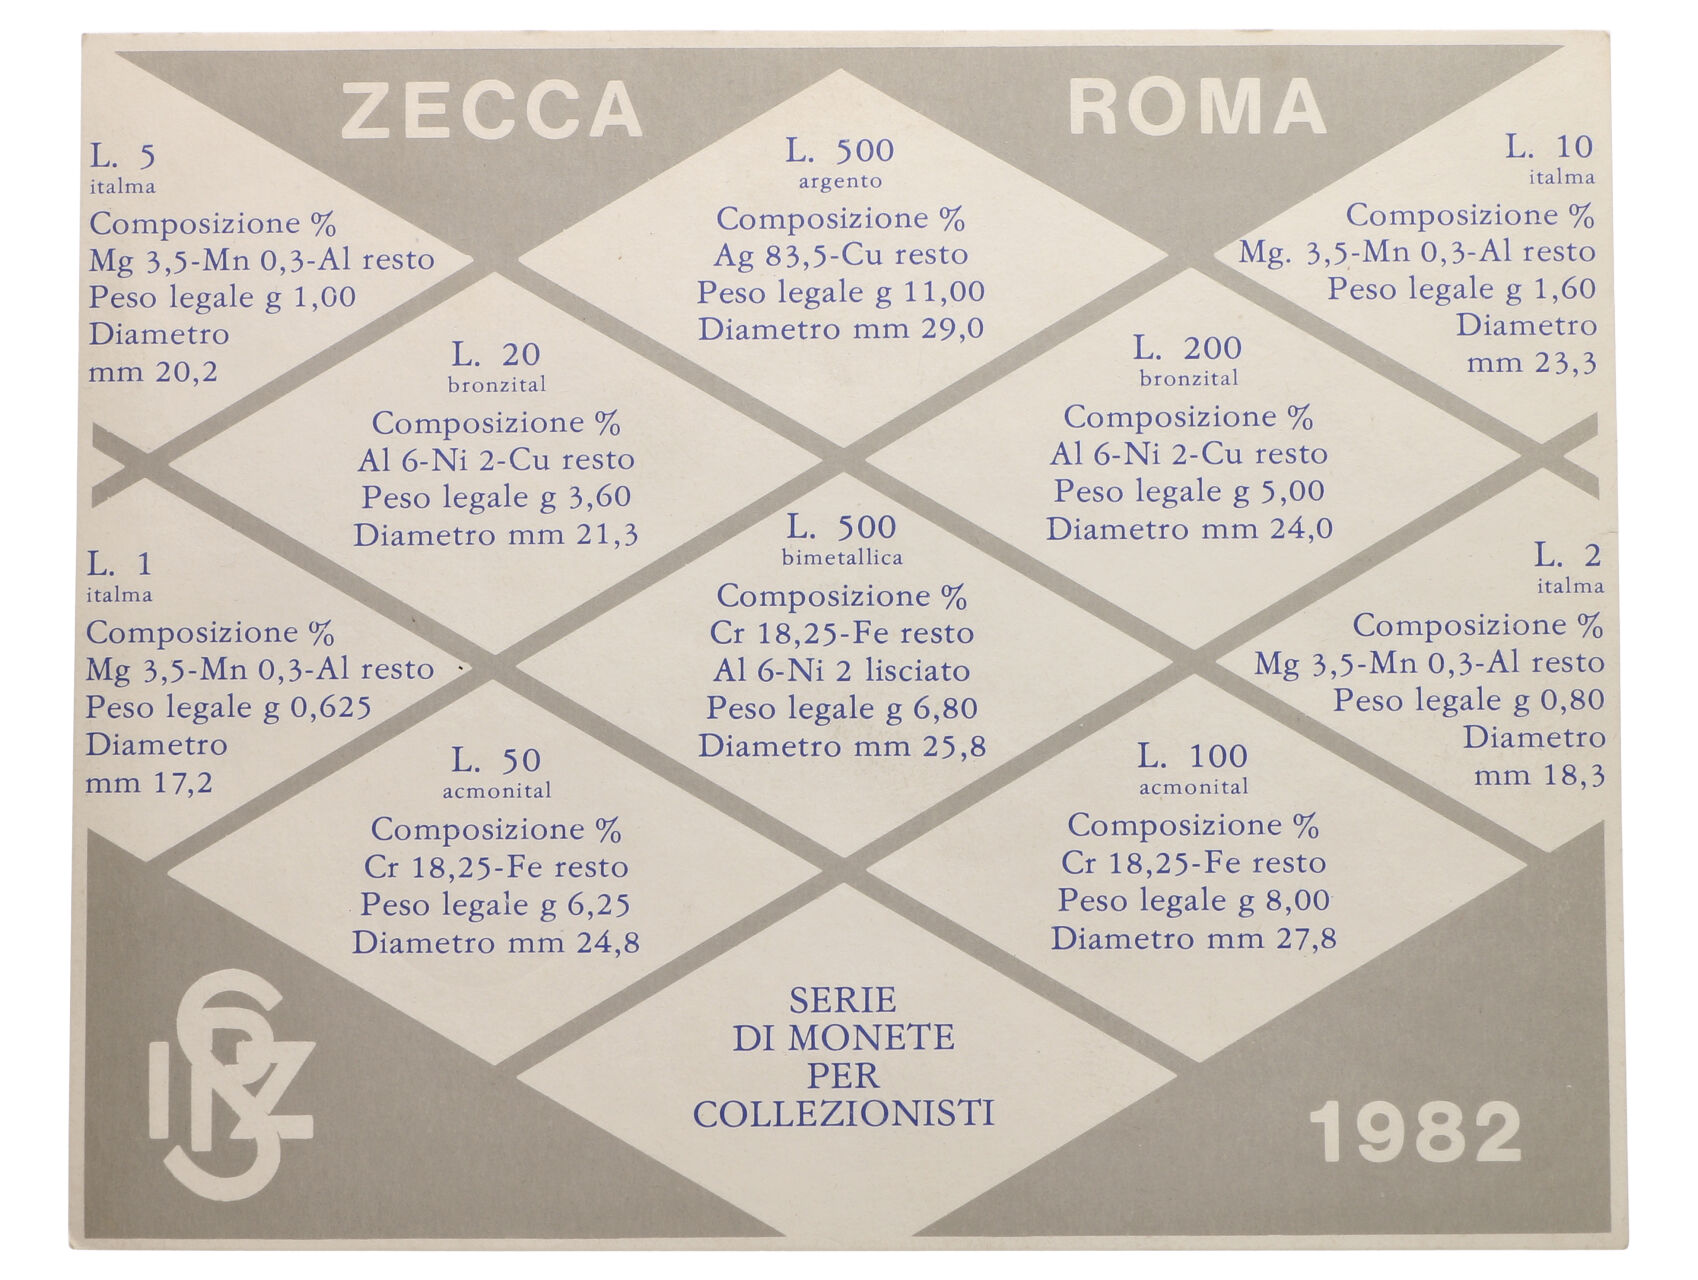 ZECCA
ROMA
L. 5
italma
Composizione %
Mg 3,5-Mn 0,3-Al resto
Peso legale g 1,00
Diametro
mm 20,2
L. 500
argento
Composizione %
Ag 83,5-Cu resto
Peso legale g 11,00
Diametro mm 29,0
L. 10
italma
Composizione %
Mg. 3,5-Mn 0,3-Al resto
Peso legale g 1,60
Diametro
mm 23,3
L. 20
bronzital
Composizione %
Al 6-Ni 2-Cu resto
Peso legale g 3,60
Diametro mm 21,3
L. 200
bronzital
Composizione %
Al 6-Ni 2-Cu resto
Peso legale g 5,00
Diametro mm 24,0
L. 1
italma
Composizione %
Mg 3,5-Mn 0,3-Al resto
Peso legale g 0,625
Diametro
mm 17,2
L. 500
bimetallica
Composizione %
Cr 18,25-Fe resto
Al 6-Ni 2 lisciato
Peso legale g 6,80
Diametro mm 25,8
L. 2
italma
Composizione %
Mg 3,5-Mn 0,3-Al resto
Peso legale g 0,80
Diametro
mm 18,3
L. 50
acmonital
Composizione %
Cr 18,25-Fe resto
Peso legale g 6,25
Diametro mm 24,8
L. 100
acmonital
Composizione %
Cr 18,25-Fe resto
Peso legale g 8,00
Diametro mm 27,8
SERIE
DI MONETE
PER
COLLEZIONISTI
IPZS
1982